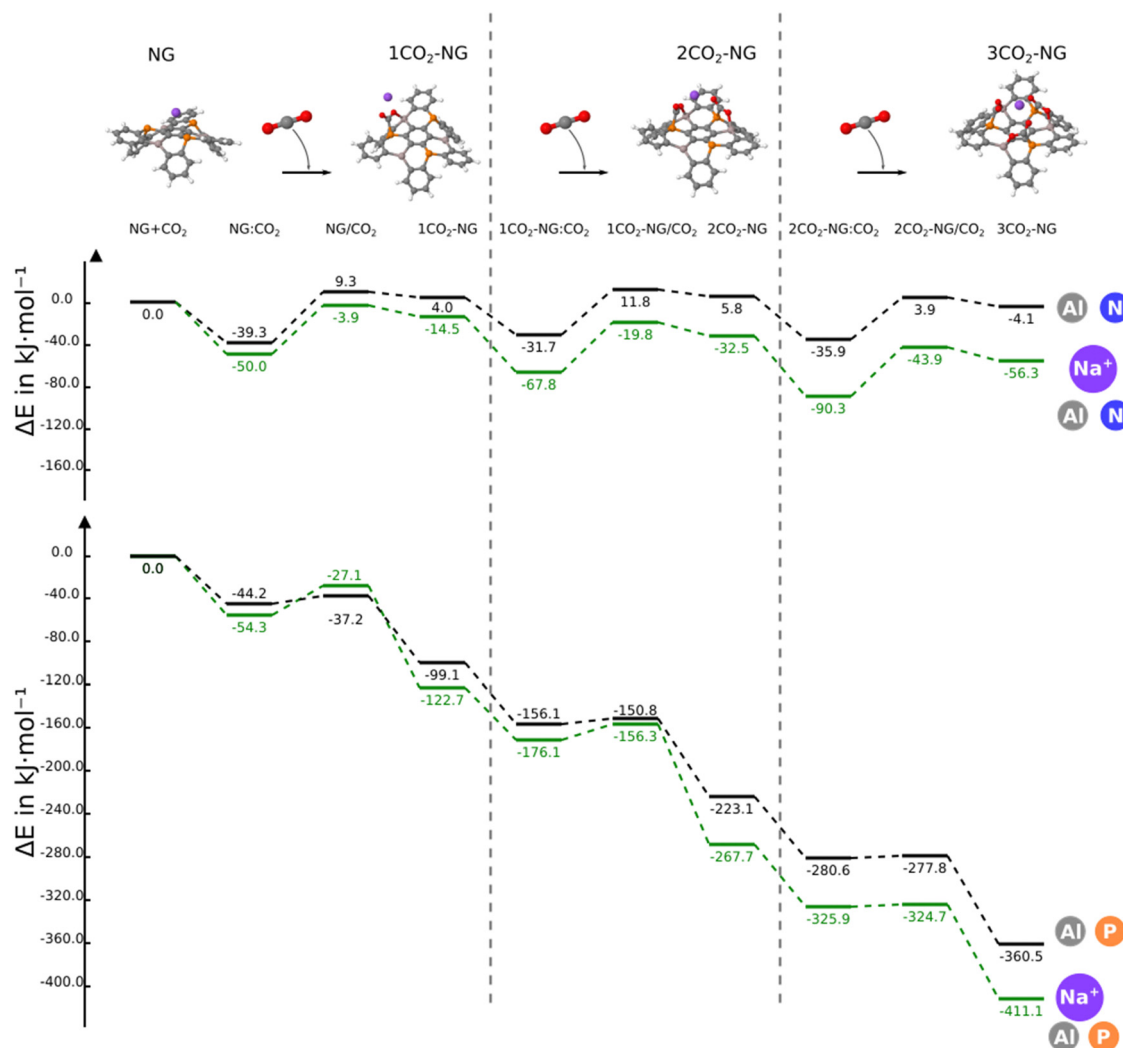 NG 1CO₂-NG 2CO₂-NG 3CO₂-NG
NG+CO₂ NG:CO₂ NG/CO₂ 1CO₂-NG 1CO₂-NG:CO₂ 1CO₂-NG/CO₂ 2CO₂-NG 2CO₂-NG:CO₂ 2CO₂-NG/CO₂ 3CO₂-NG
ΔE in kJ·mol⁻¹
0.0
-40.0
-80.0
-120.0
-160.0
0.0 -39.3 9.3 4.0 -31.7 11.8 5.8 -35.9 3.9 -4.1
-50.0 -3.9 -14.5 -67.8 -19.8 -32.5 -90.3 -43.9 -56.3
Al N
Na⁺
Al N
ΔE in kJ·mol⁻¹
0.0
-40.0
-80.0
-120.0
-160.0
-200.0
-240.0
-280.0
-320.0
-360.0
-400.0
0.0 -44.2 -37.2 -99.1 -156.1 -150.8 -223.1 -280.6 -277.8 -360.5
-54.3 -27.1 -122.7 -176.1 -156.3 -267.7 -325.9 -324.7 -411.1
Al P
Na⁺
Al P